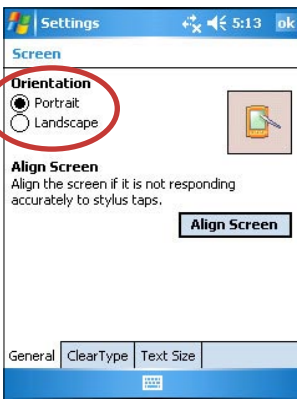 Settings 5:13 ok
Screen
Orientation
Portrait
Landscape
Align Screen
Align the screen if it is not responding
accurately to stylus taps.
Align Screen
General ClearType Text Size